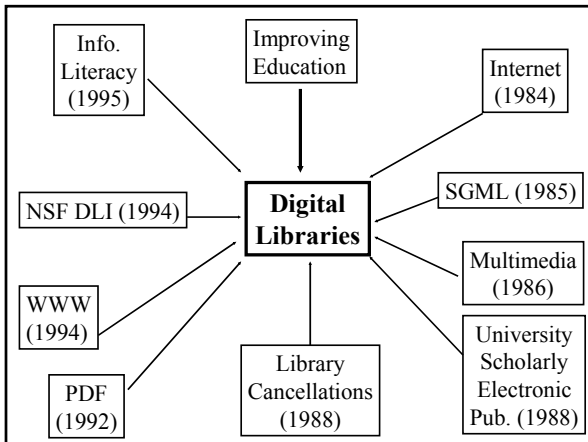 Info.
Literacy
(1995)
Improving
Education
Internet
(1984)
NSF DLI (1994)
Digital
Libraries
SGML (1985)
Multimedia
(1986)
WWW
(1994)
PDF
(1992)
Library
Cancellations
(1988)
University
Scholarly
Electronic
Pub. (1988)